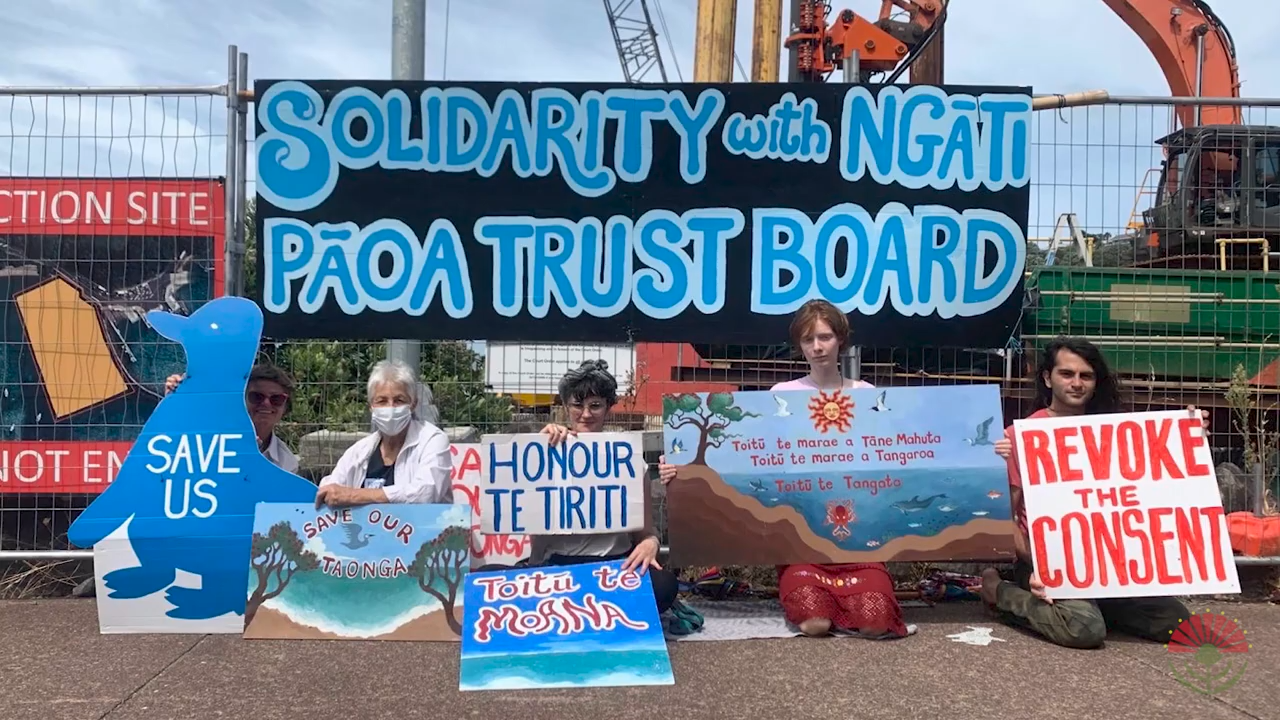 SOLIDARITY with NGĀTI
PĀOA TRUST BOARD
CTION SITE
NOT EN
SAVE
US
SAVE OUR
TAONGA
HONOUR
TE TIRITI
Toitū te
MOANA
Toitū te marae a Tāne Mahuta
Toitū te marae a Tangaroa
Toitū te Tangata
REVOKE
THE
CONSENT